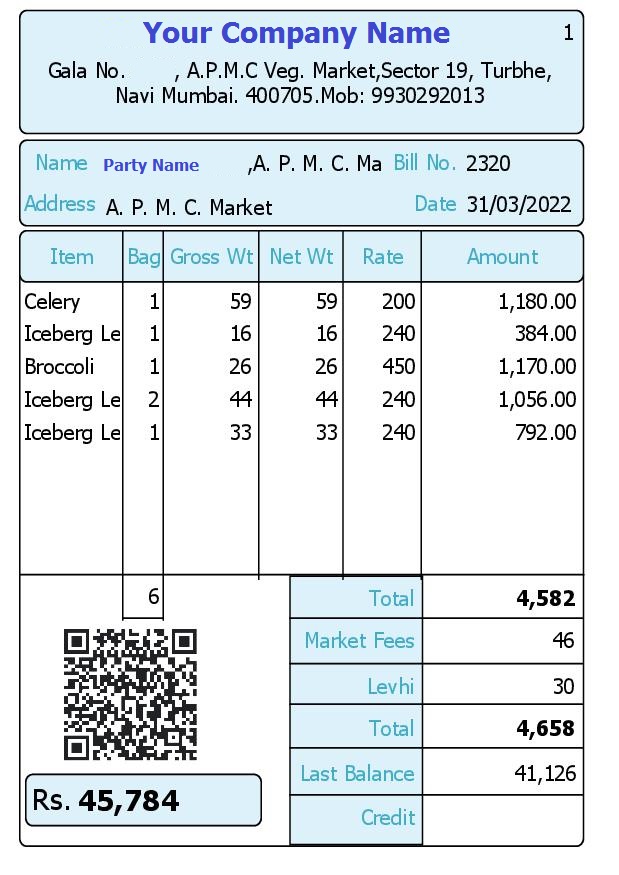 Your Company Name 1
Gala No. , A.P.M.C Veg. Market,Sector 19, Turbhe,
Navi Mumbai. 400705.Mob: 9930292013
Name Party Name ,A. P. M. C. Ma Bill No. 2320
Address A. P. M. C. Market Date 31/03/2022
Item Bag Gross Wt Net Wt Rate Amount
Celery 1 59 59 200 1,180.00
Iceberg Le 1 16 16 240 384.00
Broccoli 1 26 26 450 1,170.00
Iceberg Le 2 44 44 240 1,056.00
Iceberg Le 1 33 33 240 792.00
6 Total 4,582
Market Fees 46
Levhi 30
Total 4,658
Last Balance 41,126
Rs. 45,784
Credit